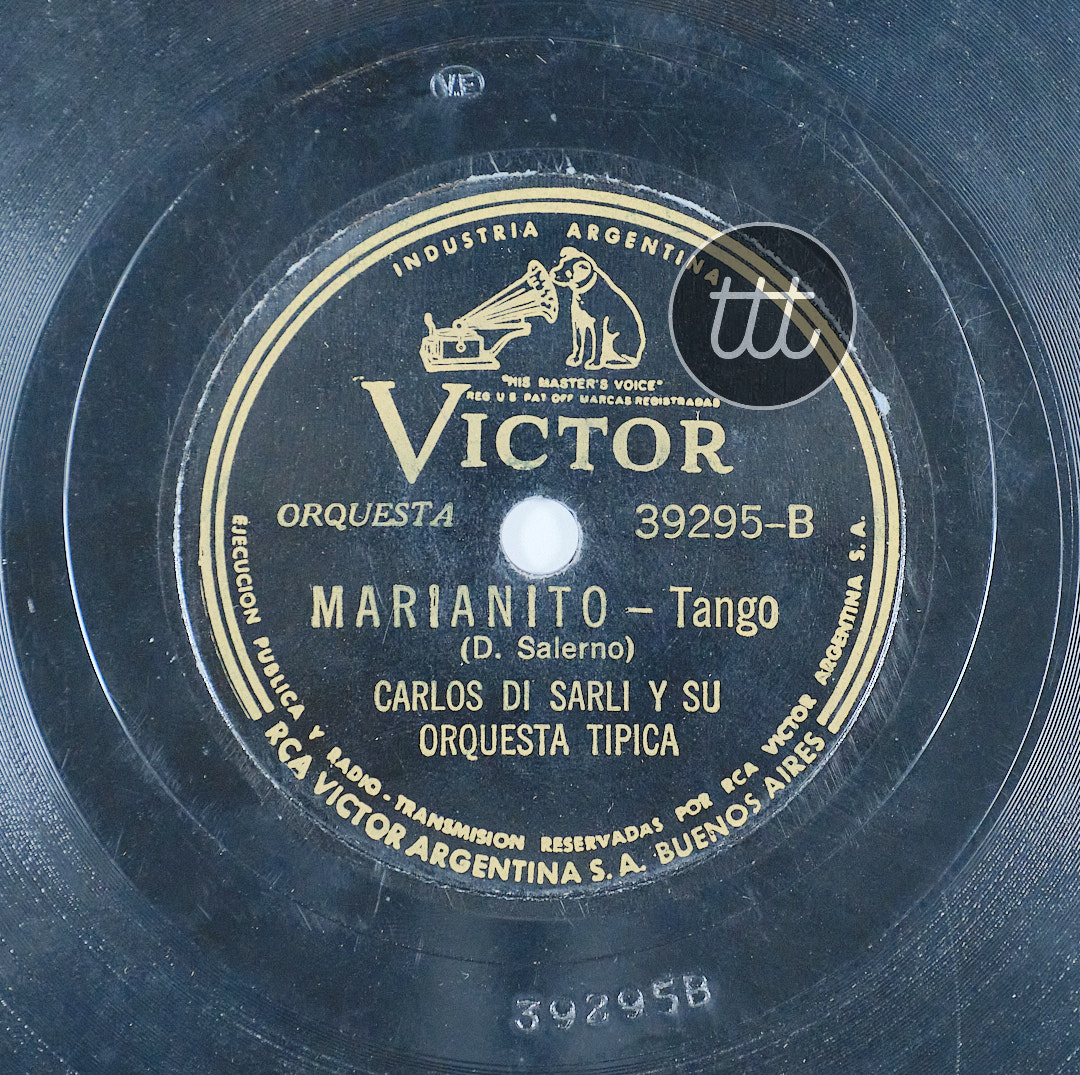 V.E
INDUSTRIA ARGENTINA
ttt
"HIS MASTER'S VOICE"
REG. U S PAT OFF MARCAS REGISTRADAS
VICTOR
ORQUESTA 39295-B
MARIANITO - Tango
(D. Salerno)
CARLOS DI SARLI Y SU
ORQUESTA TIPICA
EJECUCION PUBLICA Y RADIO-TRANSMISION RESERVADAS POR RCA VICTOR ARGENTINA S. A.
RCA VICTOR ARGENTINA S. A. BUENOS AIRES
39295B